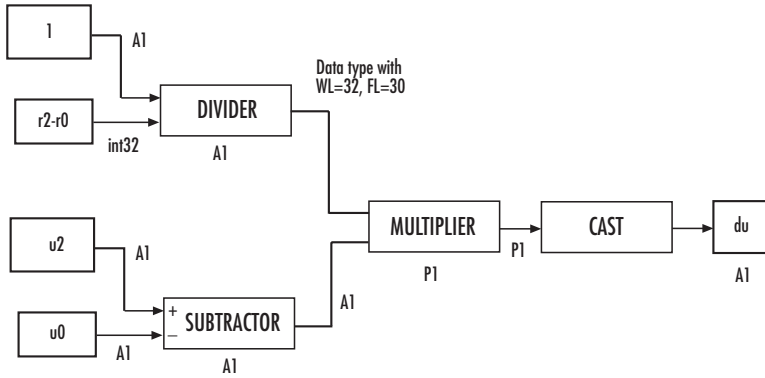 1
A1
Data type with
WL=32, FL=30
DIVIDER
r2-r0
int32
A1
u2
A1
MULTIPLIER
P1
P1
CAST
du
A1
+
SUBTRACTOR
–
A1
u0
A1
A1